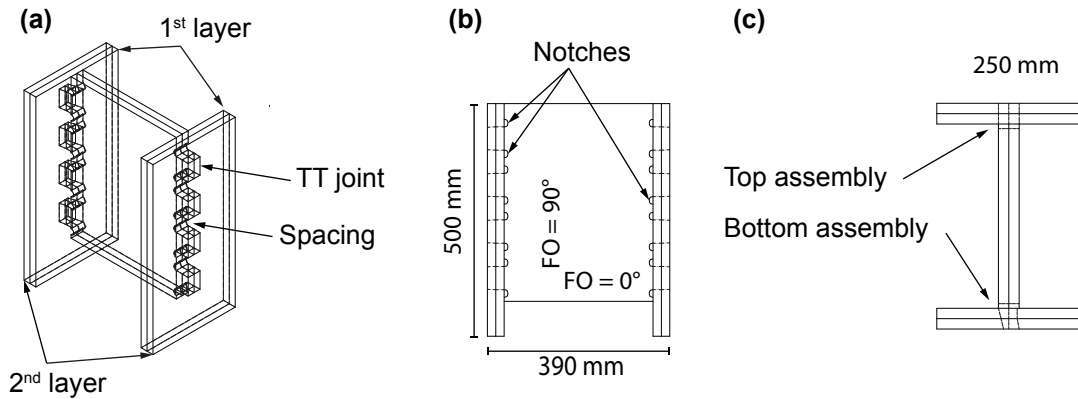 (a)
1st layer
TT joint
Spacing
2nd layer
(b)
Notches
500 mm
FO = 90°
FO = 0°
390 mm
(c)
250 mm
Top assembly
Bottom assembly